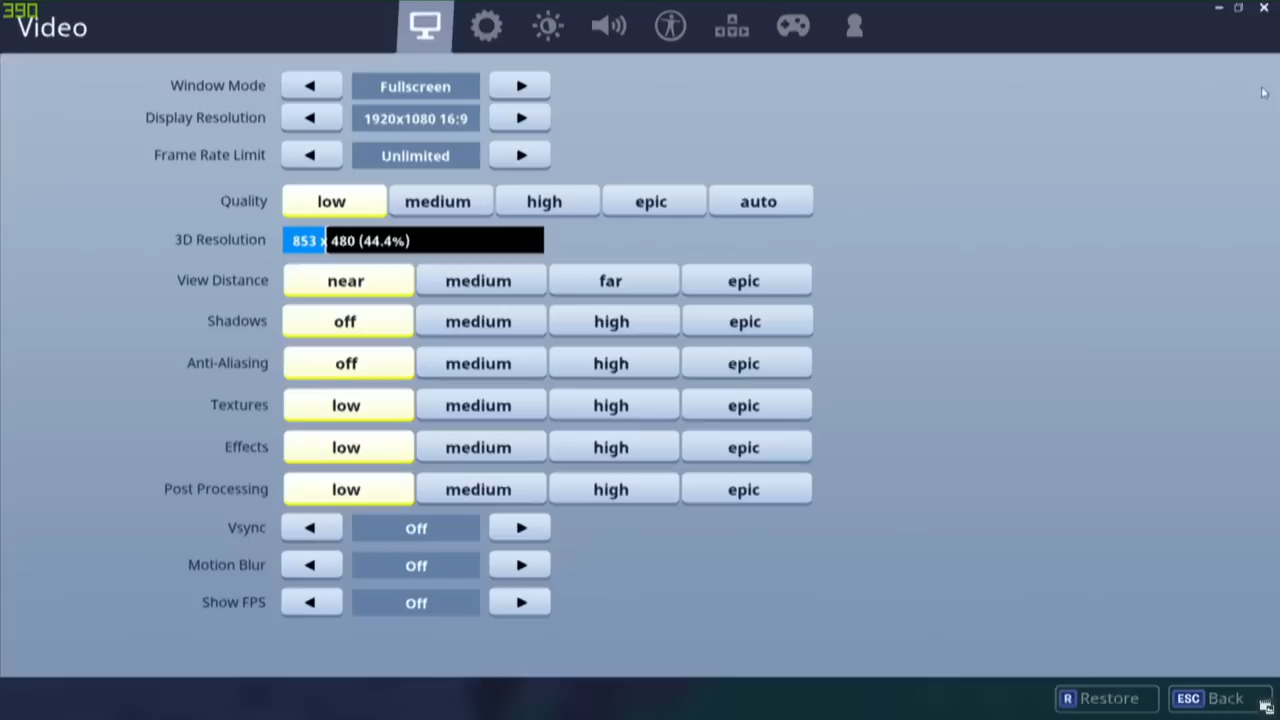 390
Video
Window Mode Fullscreen
Display Resolution 1920x1080 16:9
Frame Rate Limit Unlimited
Quality low medium high epic auto
3D Resolution 853 x 480 (44.4%)
View Distance near medium far epic
Shadows off medium high epic
Anti-Aliasing off medium high epic
Textures low medium high epic
Effects low medium high epic
Post Processing low medium high epic
Vsync Off
Motion Blur Off
Show FPS Off
R Restore ESC Back